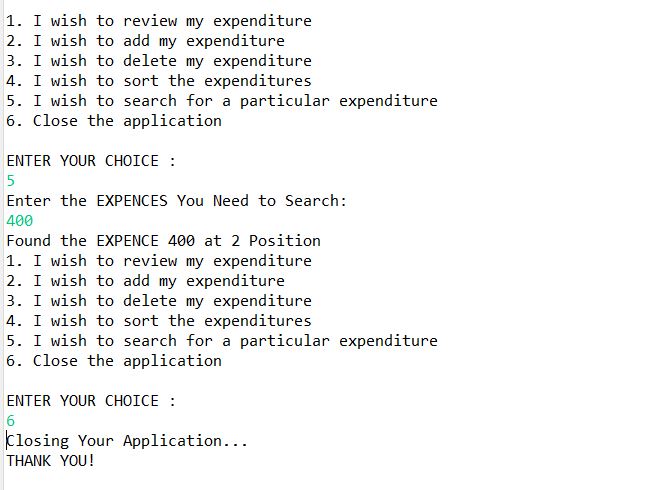 1. I wish to review my expenditure
2. I wish to add my expenditure
3. I wish to delete my expenditure
4. I wish to sort the expenditures
5. I wish to search for a particular expenditure
6. Close the application
ENTER YOUR CHOICE :
5
Enter the EXPENCES You Need to Search:
400
Found the EXPENCE 400 at 2 Position
1. I wish to review my expenditure
2. I wish to add my expenditure
3. I wish to delete my expenditure
4. I wish to sort the expenditures
5. I wish to search for a particular expenditure
6. Close the application
ENTER YOUR CHOICE :
6
Closing Your Application...
THANK YOU!